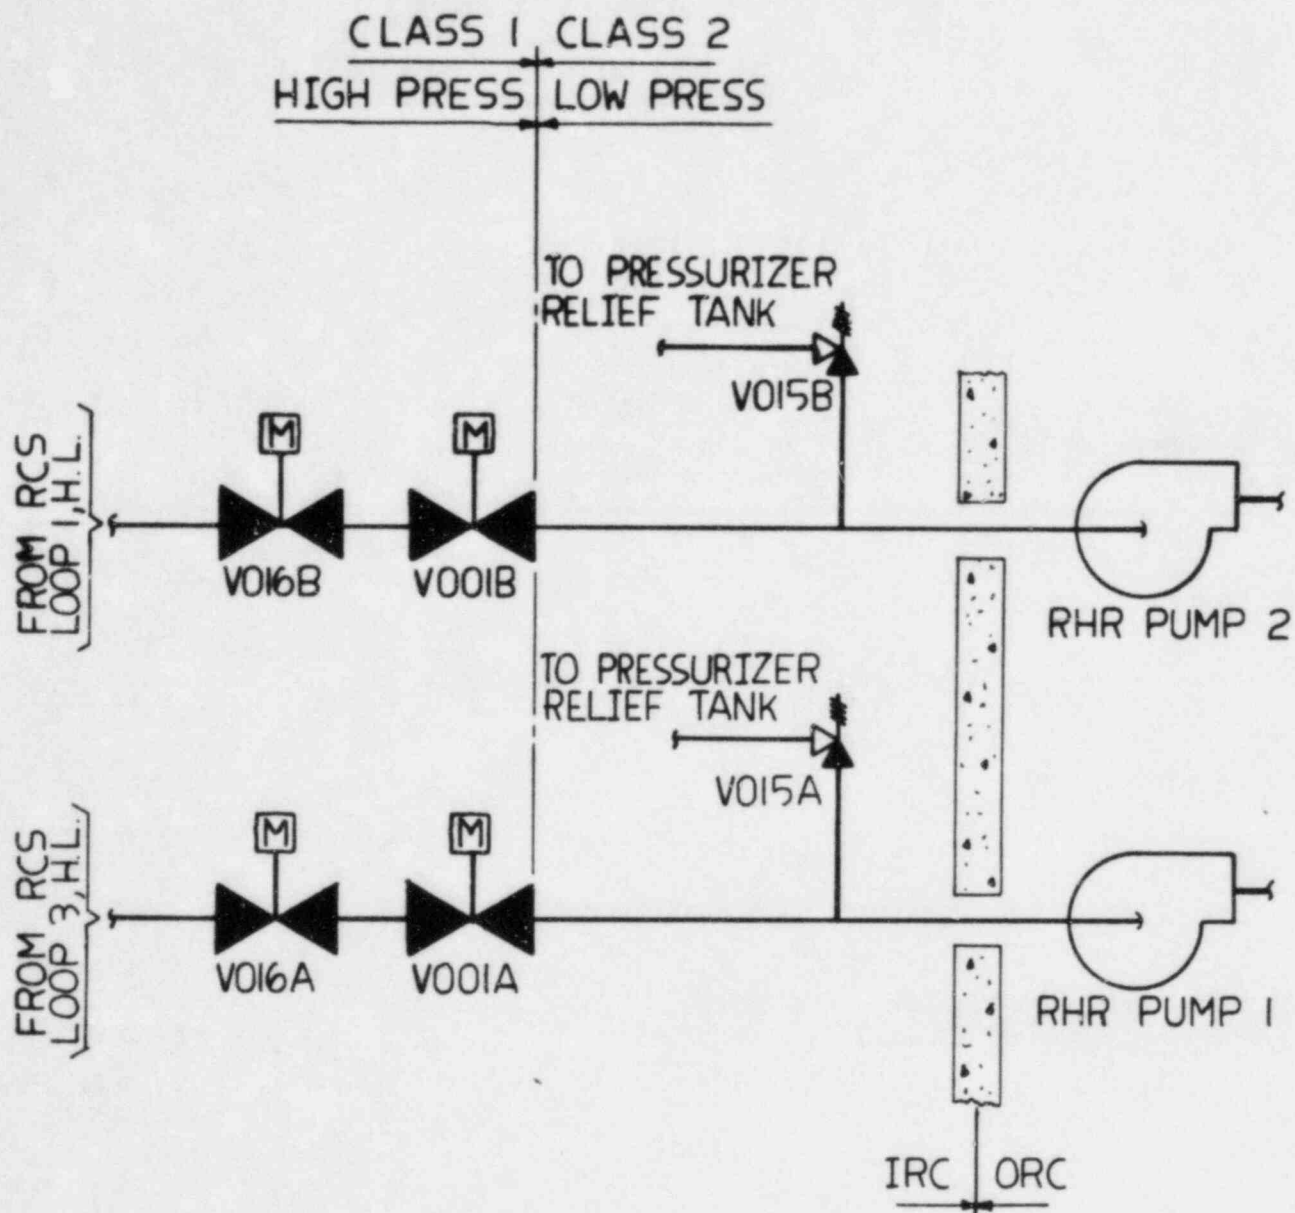 CLASS 1 CLASS 2
HIGH PRESS LOW PRESS
TO PRESSURIZER
RELIEF TANK
V015B
M
M
FROM RCS
LOOP 1, H.L.
V016B
V001B
RHR PUMP 2
TO PRESSURIZER
RELIEF TANK
V015A
M
M
FROM RCS
LOOP 3, H.L.
V016A
V001A
RHR PUMP 1
IRC ORC